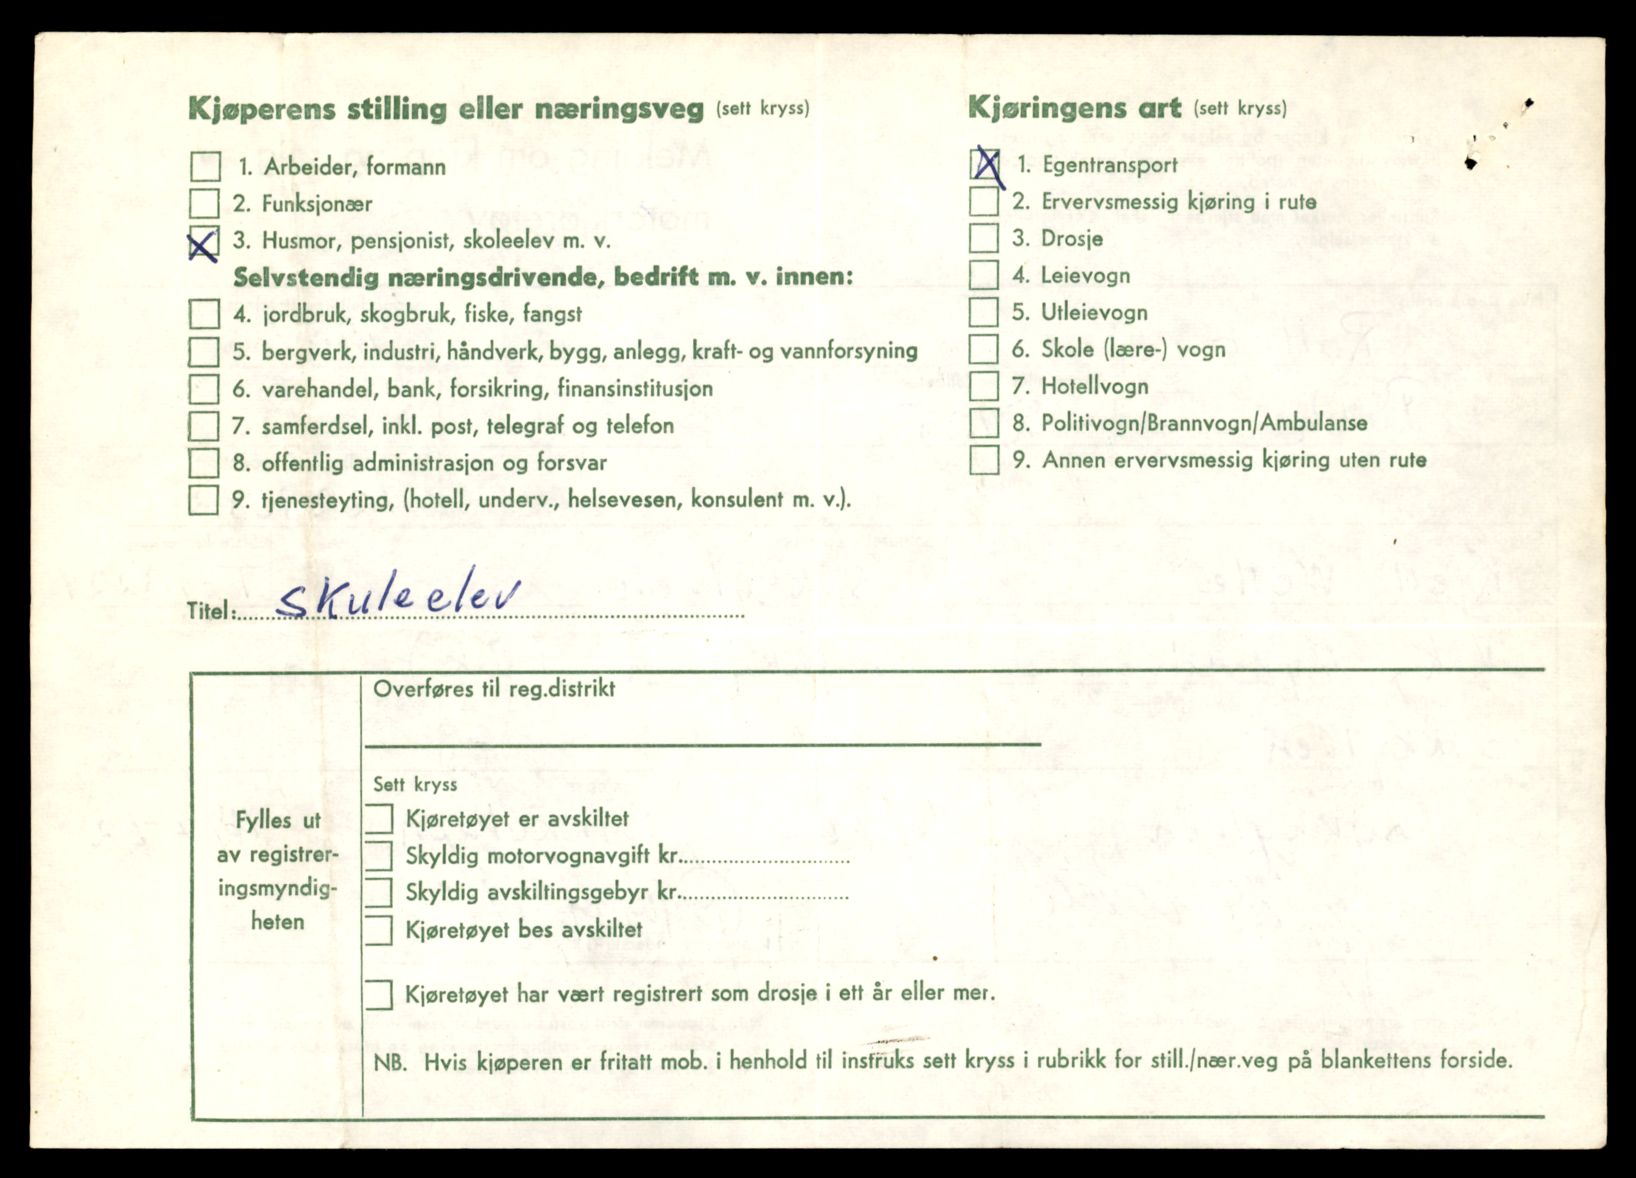 Kjøperens stilling eller næringsveg (sett kryss)
1. Arbeider, formann
2. Funksjonær
3. Husmor, pensjonist, skoleelev m. v.
Selvstendig næringsdrivende, bedrift m. v. innen:
4. jordbruk, skogbruk, fiske, fangst
5. bergverk, industri, håndverk, bygg, anlegg, kraft- og vannforsyning
6. varehandel, bank, forsikring, finansinstitusjon
7. samferdsel, inkl. post, telegraf og telefon
8. offentlig administrasjon og forsvar
9. tjenesteyting, (hotell, underv., helsevesen, konsulent m. v.).
Kjøringens art (sett kryss)
1. Egentransport
2. Ervervsmessig kjøring i rute
3. Drosje
4. Leievogn
5. Utleievogn
6. Skole (lære-) vogn
7. Hotellvogn
8. Politivogn/Brannvogn/Ambulanse
9. Annen ervervsmessig kjøring uten rute
Titel: skuleelev
Fylles ut
av registrer-
ingsmyndig-
heten
Overføres til reg.distrikt
Sett kryss
Kjøretøyet er avskiltet
Skyldig motorvognavgift kr.
Skyldig avskiltingsgebyr kr.
Kjøretøyet bes avskiltet
Kjøretøyet har vært registrert som drosje i ett år eller mer.
NB. Hvis kjøperen er fritatt mob. i henhold til instruks sett kryss i rubrikk for still./nær.veg på blankettens forside.